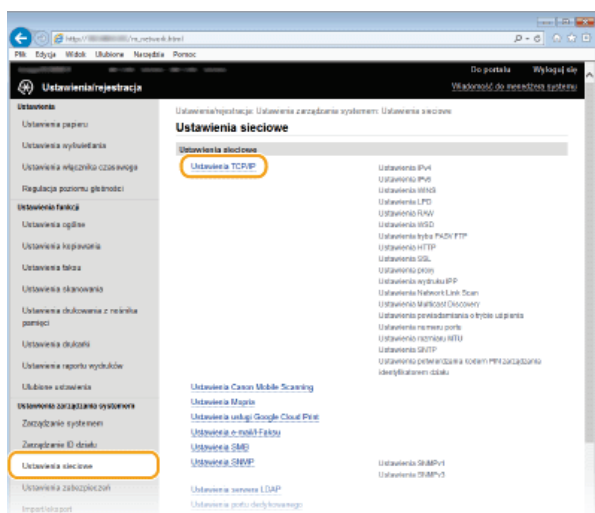 http://
/m_network.html
Plik Edycja Widok Ulubione Narzędzia Pomoc
Do portalu Wyloguj się
Ustawienia/rejestracja
Wiadomość do menedżera systemu
Ustawienia
Ustawienia papieru
Ustawienia wyświetlania
Ustawienia włącznika czasowego
Regulacja poziomu głośności
Ustawienia funkcji
Ustawienia ogólne
Ustawienia kopiowania
Ustawienia faksu
Ustawienia skanowania
Ustawienia drukowania z nośnika
pamięci
Ustawienia drukarki
Ustawienia raportu wydruków
Ulubione ustawienia
Ustawienia zarządzania systemem
Zarządzanie systemem
Zarządzanie ID działu
Ustawienia sieciowe
Ustawienia zabezpieczeń
Import/eksport
Ustawienia/rejestracja: Ustawienia zarządzania systemem: Ustawienia sieciowe
Ustawienia sieciowe
Ustawienia sieciowe
Ustawienia TCP/IP
Ustawienia IPv4
Ustawienia IPv6
Ustawienia WINS
Ustawienia LPD
Ustawienia RAW
Ustawienia WSD
Ustawienia trybu PASV FTP
Ustawienia HTTP
Ustawienia SSL
Ustawienia proxy
Ustawienia wydruku IPP
Ustawienia Network Link Scan
Ustawienia Multicast Discovery
Ustawienia powiadamiania o trybie uśpienia
Ustawienia numeru portu
Ustawienia rozmiaru MTU
Ustawienia SNTP
Ustawienia potwierdzania kodem PIN zarządzania
identyfikatorem działu
Ustawienia Canon Mobile Scanning
Ustawienia Mopria
Ustawienia usługi Google Cloud Print
Ustawienia e-mail/I-Faksu
Ustawienia SMB
Ustawienia SNMP
Ustawienia SNMPv1
Ustawienia SNMPv3
Ustawienia serwera LDAP
Ustawienia portu dedykowanego